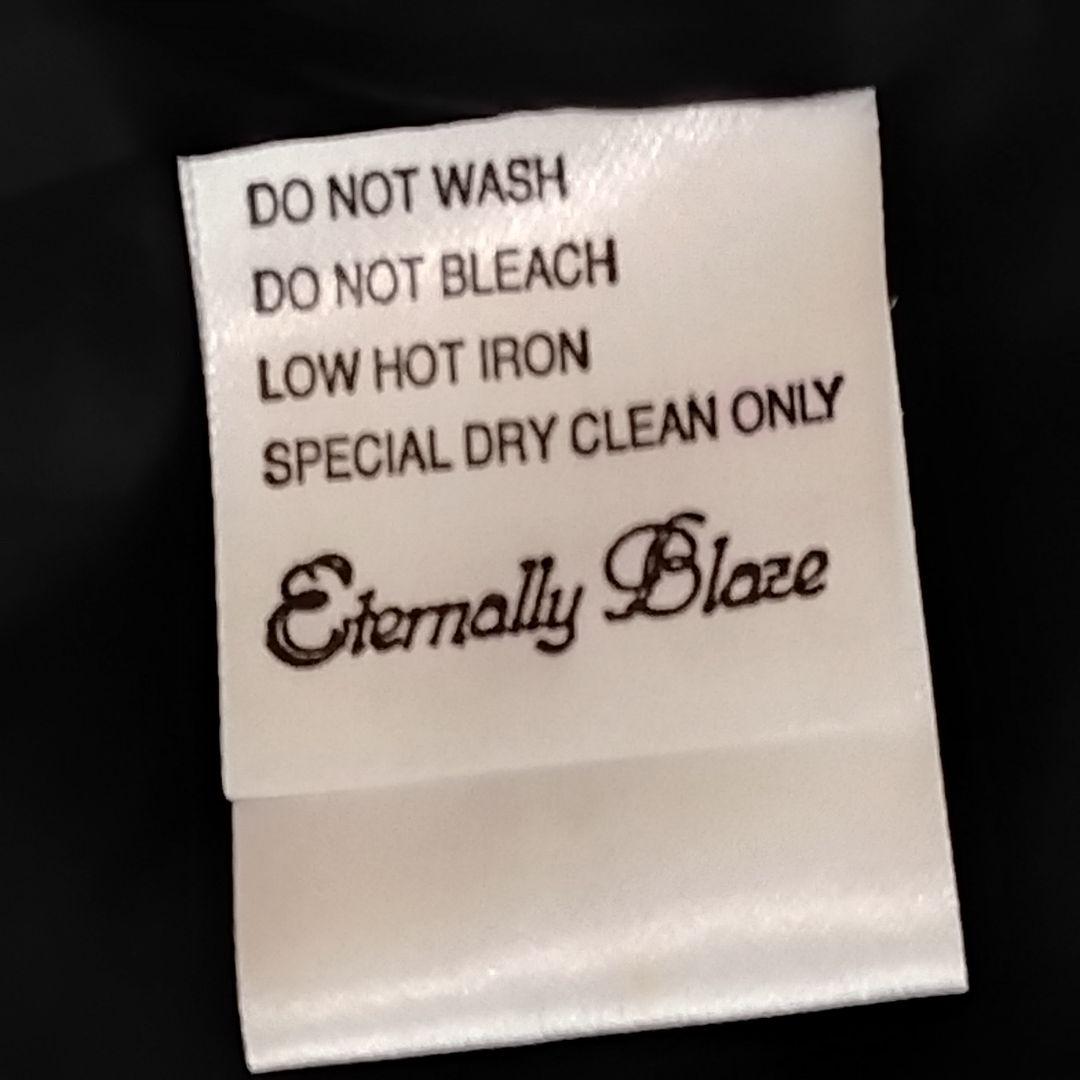 DO NOT WASH
DO NOT BLEACH
LOW HOT IRON
SPECIAL DRY CLEAN ONLY
Eternally Blaze